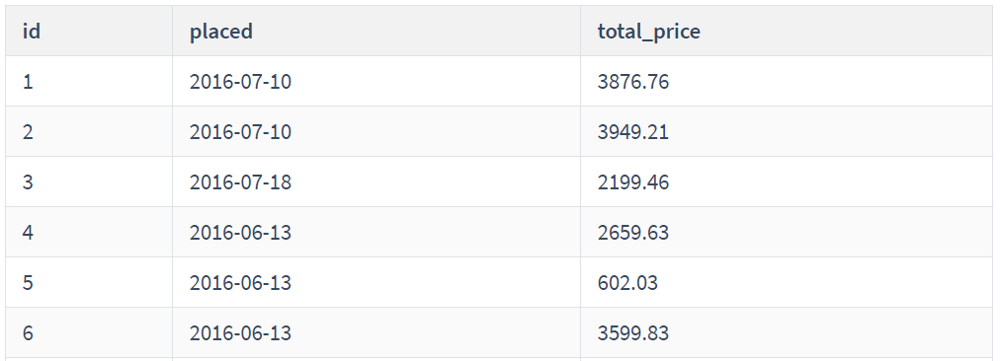 id placed total_price
1 2016-07-10 3876.76
2 2016-07-10 3949.21
3 2016-07-18 2199.46
4 2016-06-13 2659.63
5 2016-06-13 602.03
6 2016-06-13 3599.83